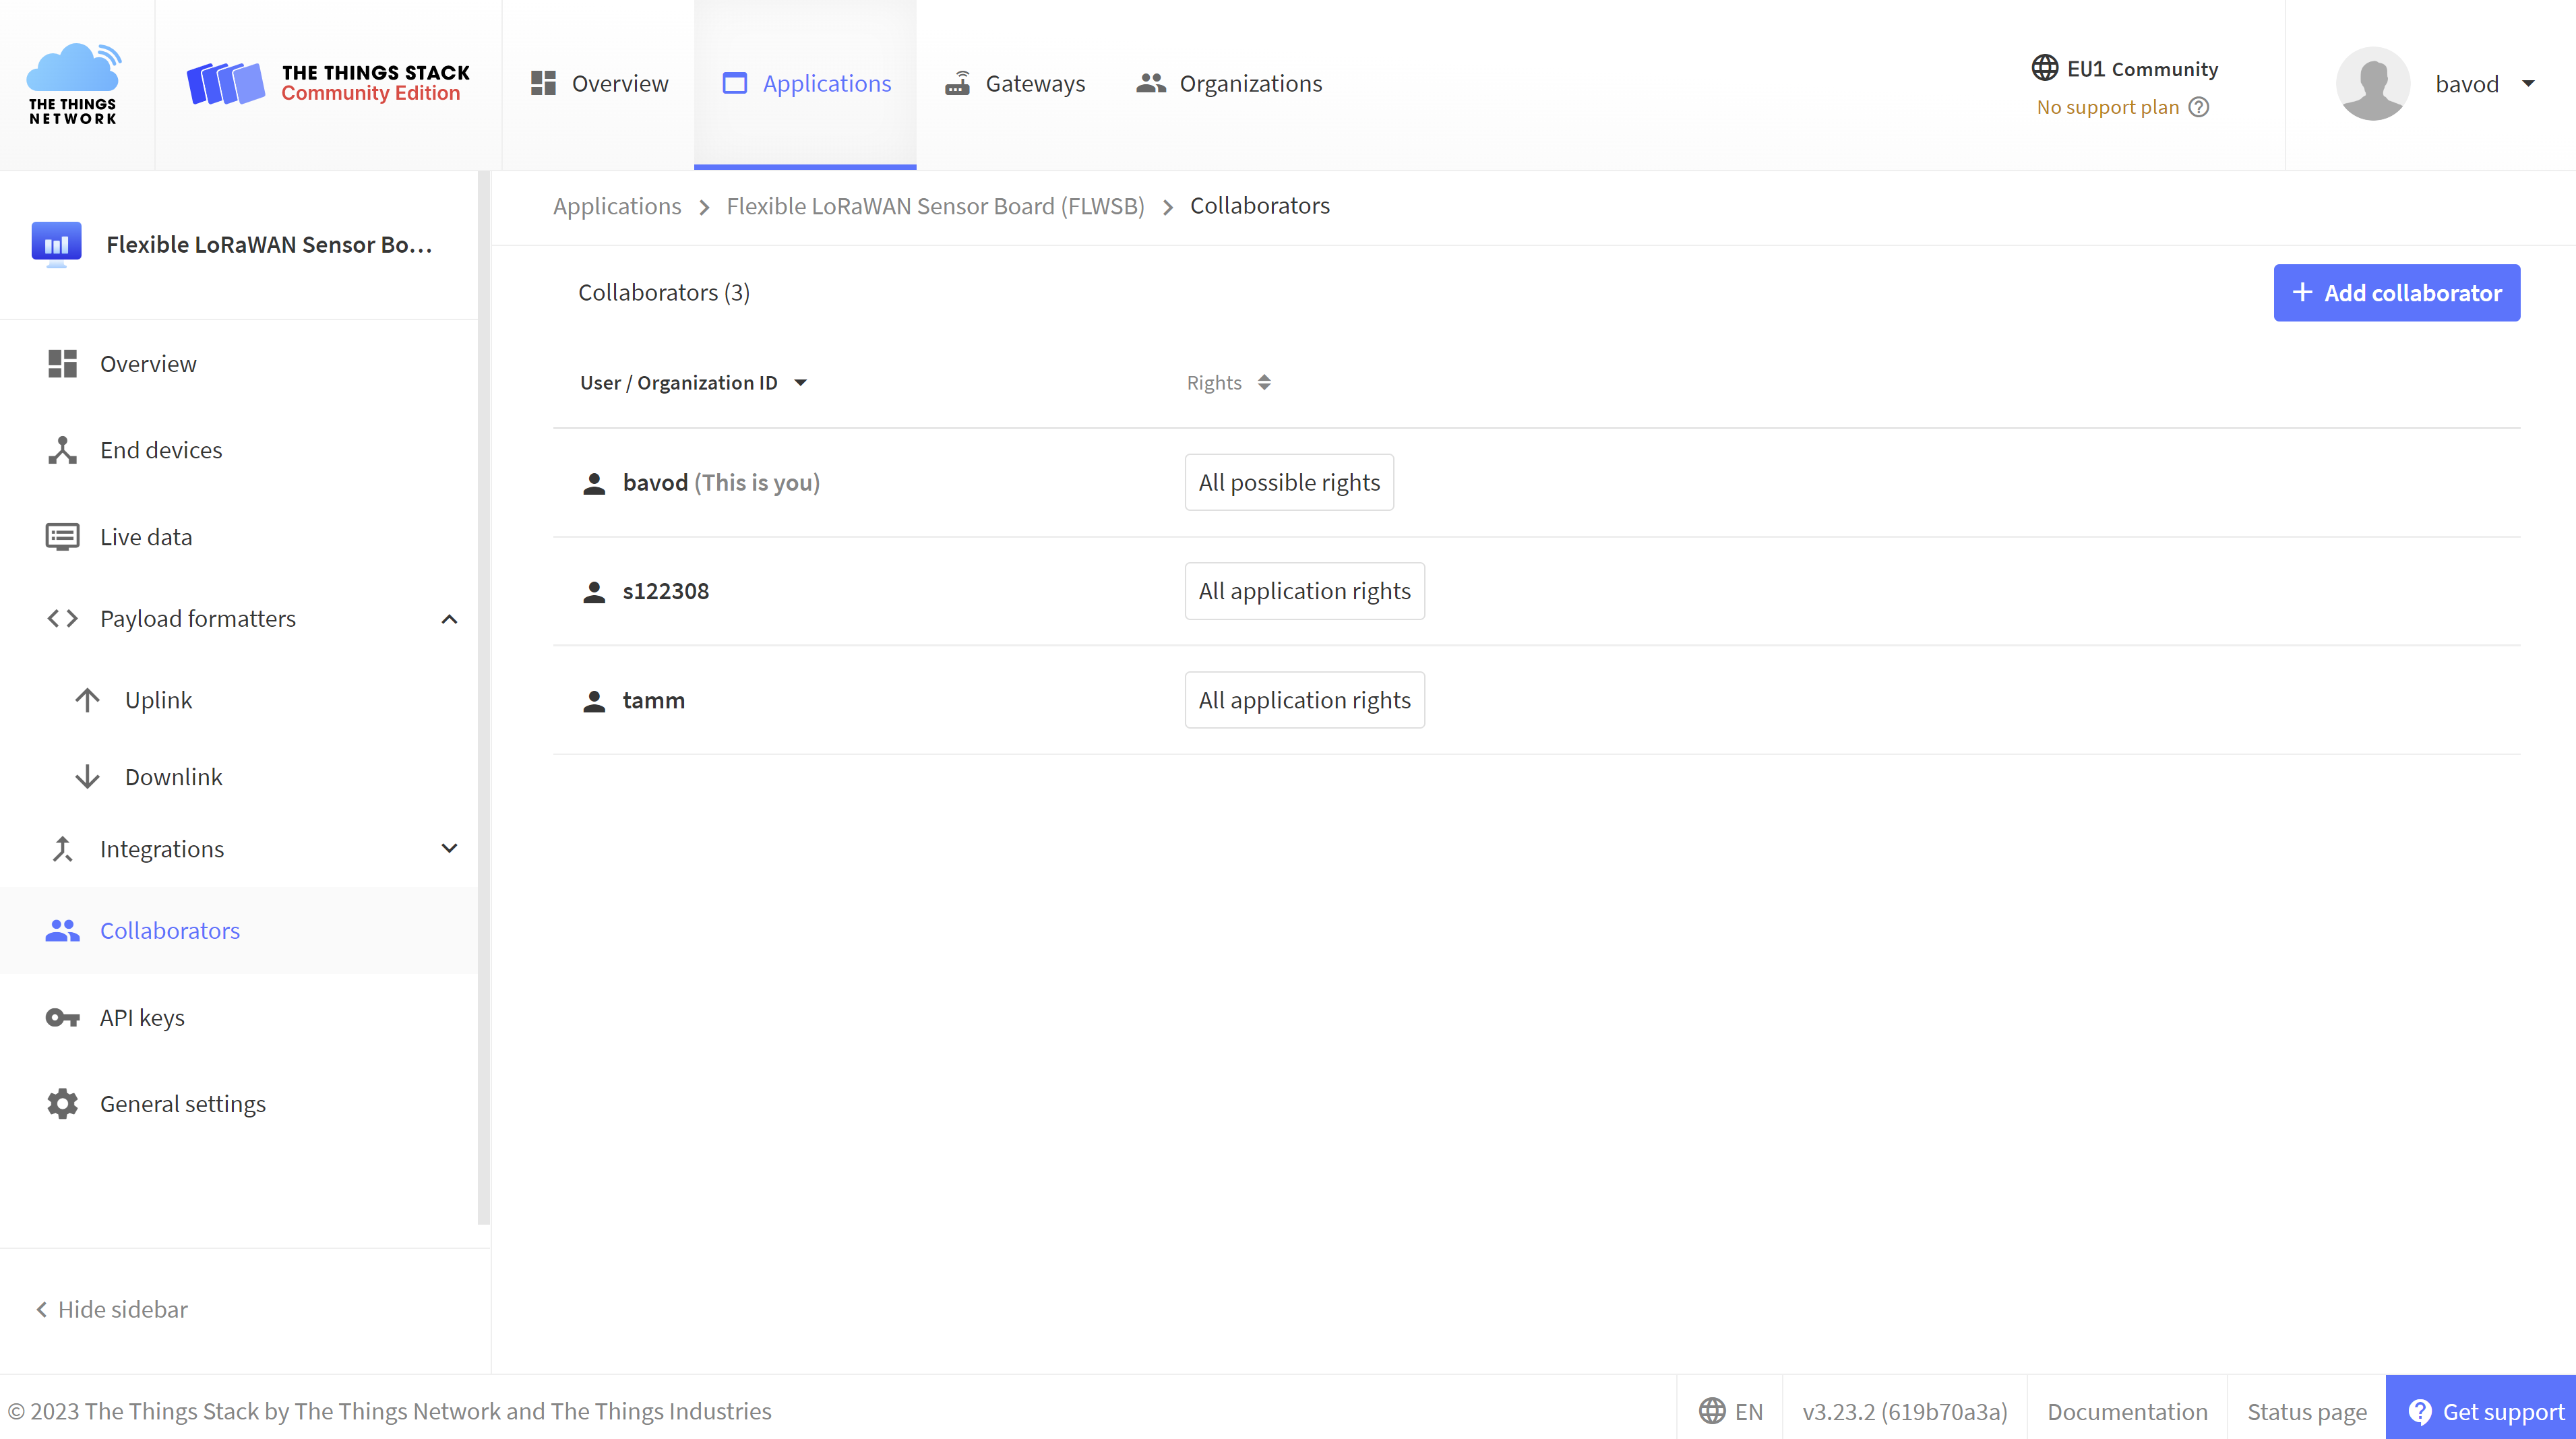 THE THINGS
NETWORK
THE THINGS STACK
Community Edition
Overview
Applications
Gateways
Organizations
EU1 Community
No support plan
bavod
Flexible LoRaWAN Sensor Bo…
Overview
End devices
Live data
Payload formatters
Uplink
Downlink
Integrations
Collaborators
API keys
General settings
Hide sidebar
Applications > Flexible LoRaWAN Sensor Board (FLWSB) > Collaborators
Collaborators (3)
+ Add collaborator
User / Organization ID
Rights
bavod (This is you)
All possible rights
s122308
All application rights
tamm
All application rights
© 2023 The Things Stack by The Things Network and The Things Industries
EN
v3.23.2 (619b70a3a)
Documentation
Status page
Get support